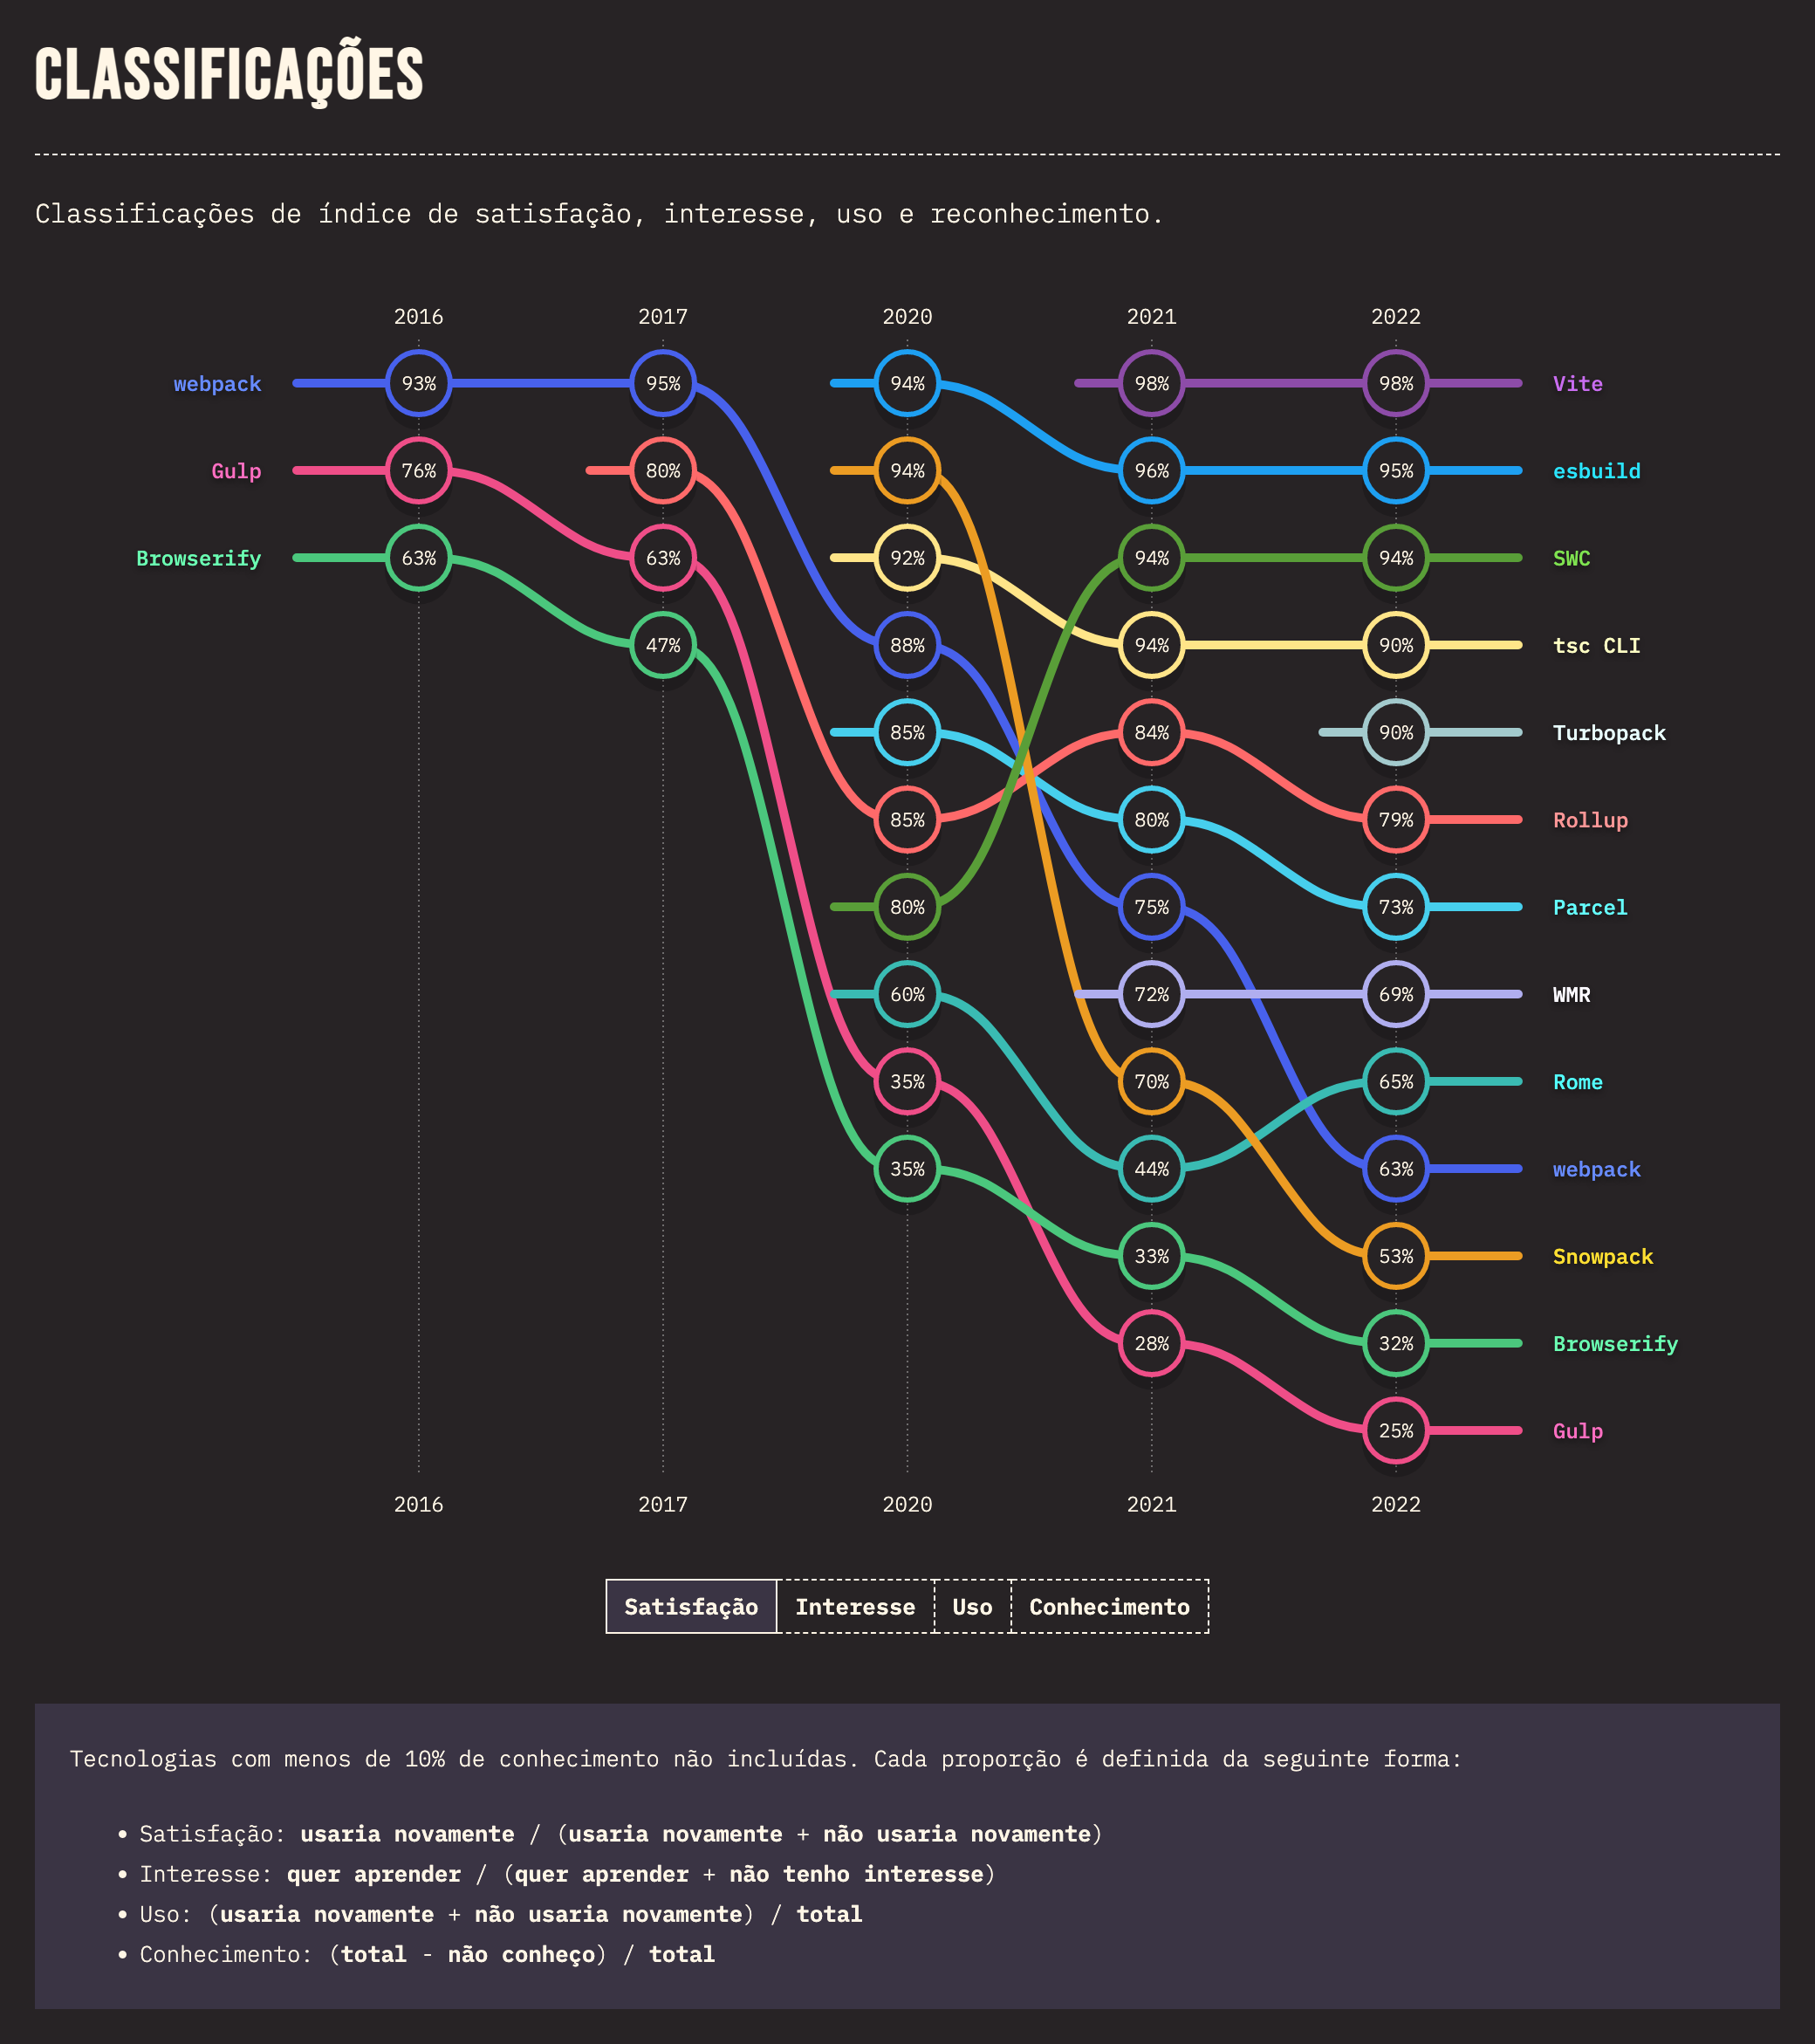 CLASSIFICAÇÕES
Classificações de índice de satisfação, interesse, uso e reconhecimento.
2016 2017 2020 2021 2022
webpack 93% 95% 94% 98% 98% Vite
Gulp 76% 80% 94% 96% 95% esbuild
Browserify 63% 63% 92% 94% 94% SWC
47% 88% 94% 90% tsc CLI
85% 84% 90% Turbopack
85% 80% 79% Rollup
80% 75% 73% Parcel
60% 72% 69% WMR
35% 70% 65% Rome
35% 44% 63% webpack
33% 53% Snowpack
28% 32% Browserify
25% Gulp
2016 2017 2020 2021 2022
Satisfação Interesse Uso Conhecimento
Tecnologias com menos de 10% de conhecimento não incluídas. Cada proporção é definida da seguinte forma:
• Satisfação: usaria novamente / (usaria novamente + não usaria novamente)
• Interesse: quer aprender / (quer aprender + não tenho interesse)
• Uso: (usaria novamente + não usaria novamente) / total
• Conhecimento: (total - não conheço) / total